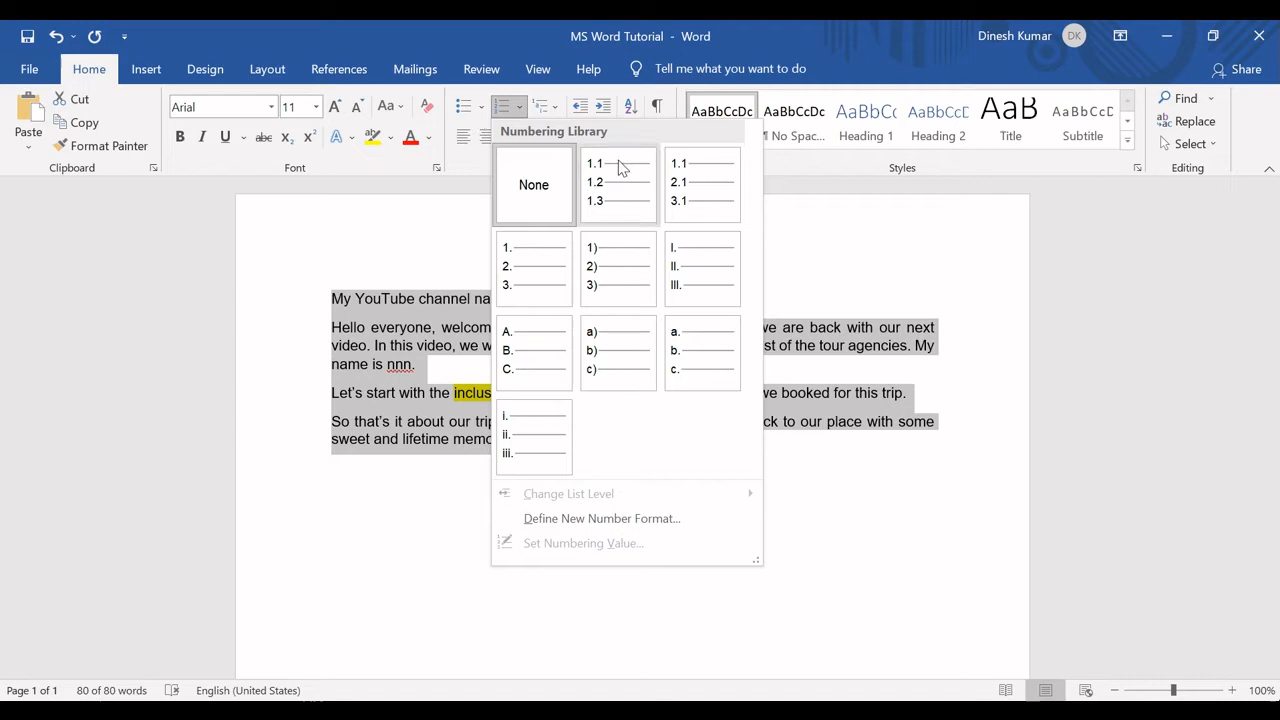 MS Word Tutorial - Word
Dinesh Kumar DK
File Home Insert Design Layout References Mailings Review View Help Tell me what you want to do Share
Paste Cut Copy Format Painter
Arial 11 Aa
B I U abc x₂ x² A A
AaBbCcDc AaBbCcDc AaBbCc AaBbCcC AaB AaBbCcD
No Spac... Heading 1 Heading 2 Title Subtitle
Find
Replace
Select
Font Styles Editing
Numbering Library
None
1.1
1.2
1.3
1.1
2.1
3.1
1.
2.
3.
1)
2)
3)
I.
II.
III.
A.
B.
C.
a)
b)
c)
a.
b.
c.
i.
ii.
iii.
Change List Level
Define New Number Format...
Set Numbering Value...
My YouTube channel na
Hello everyone, welcom we are back with our next
video. In this video, we w st of the tour agencies. My
name is nnn.
Let's start with the inclus we booked for this trip.
So that's it about our trip ck to our place with some
sweet and lifetime memo
Page 1 of 1 80 of 80 words English (United States) 100%